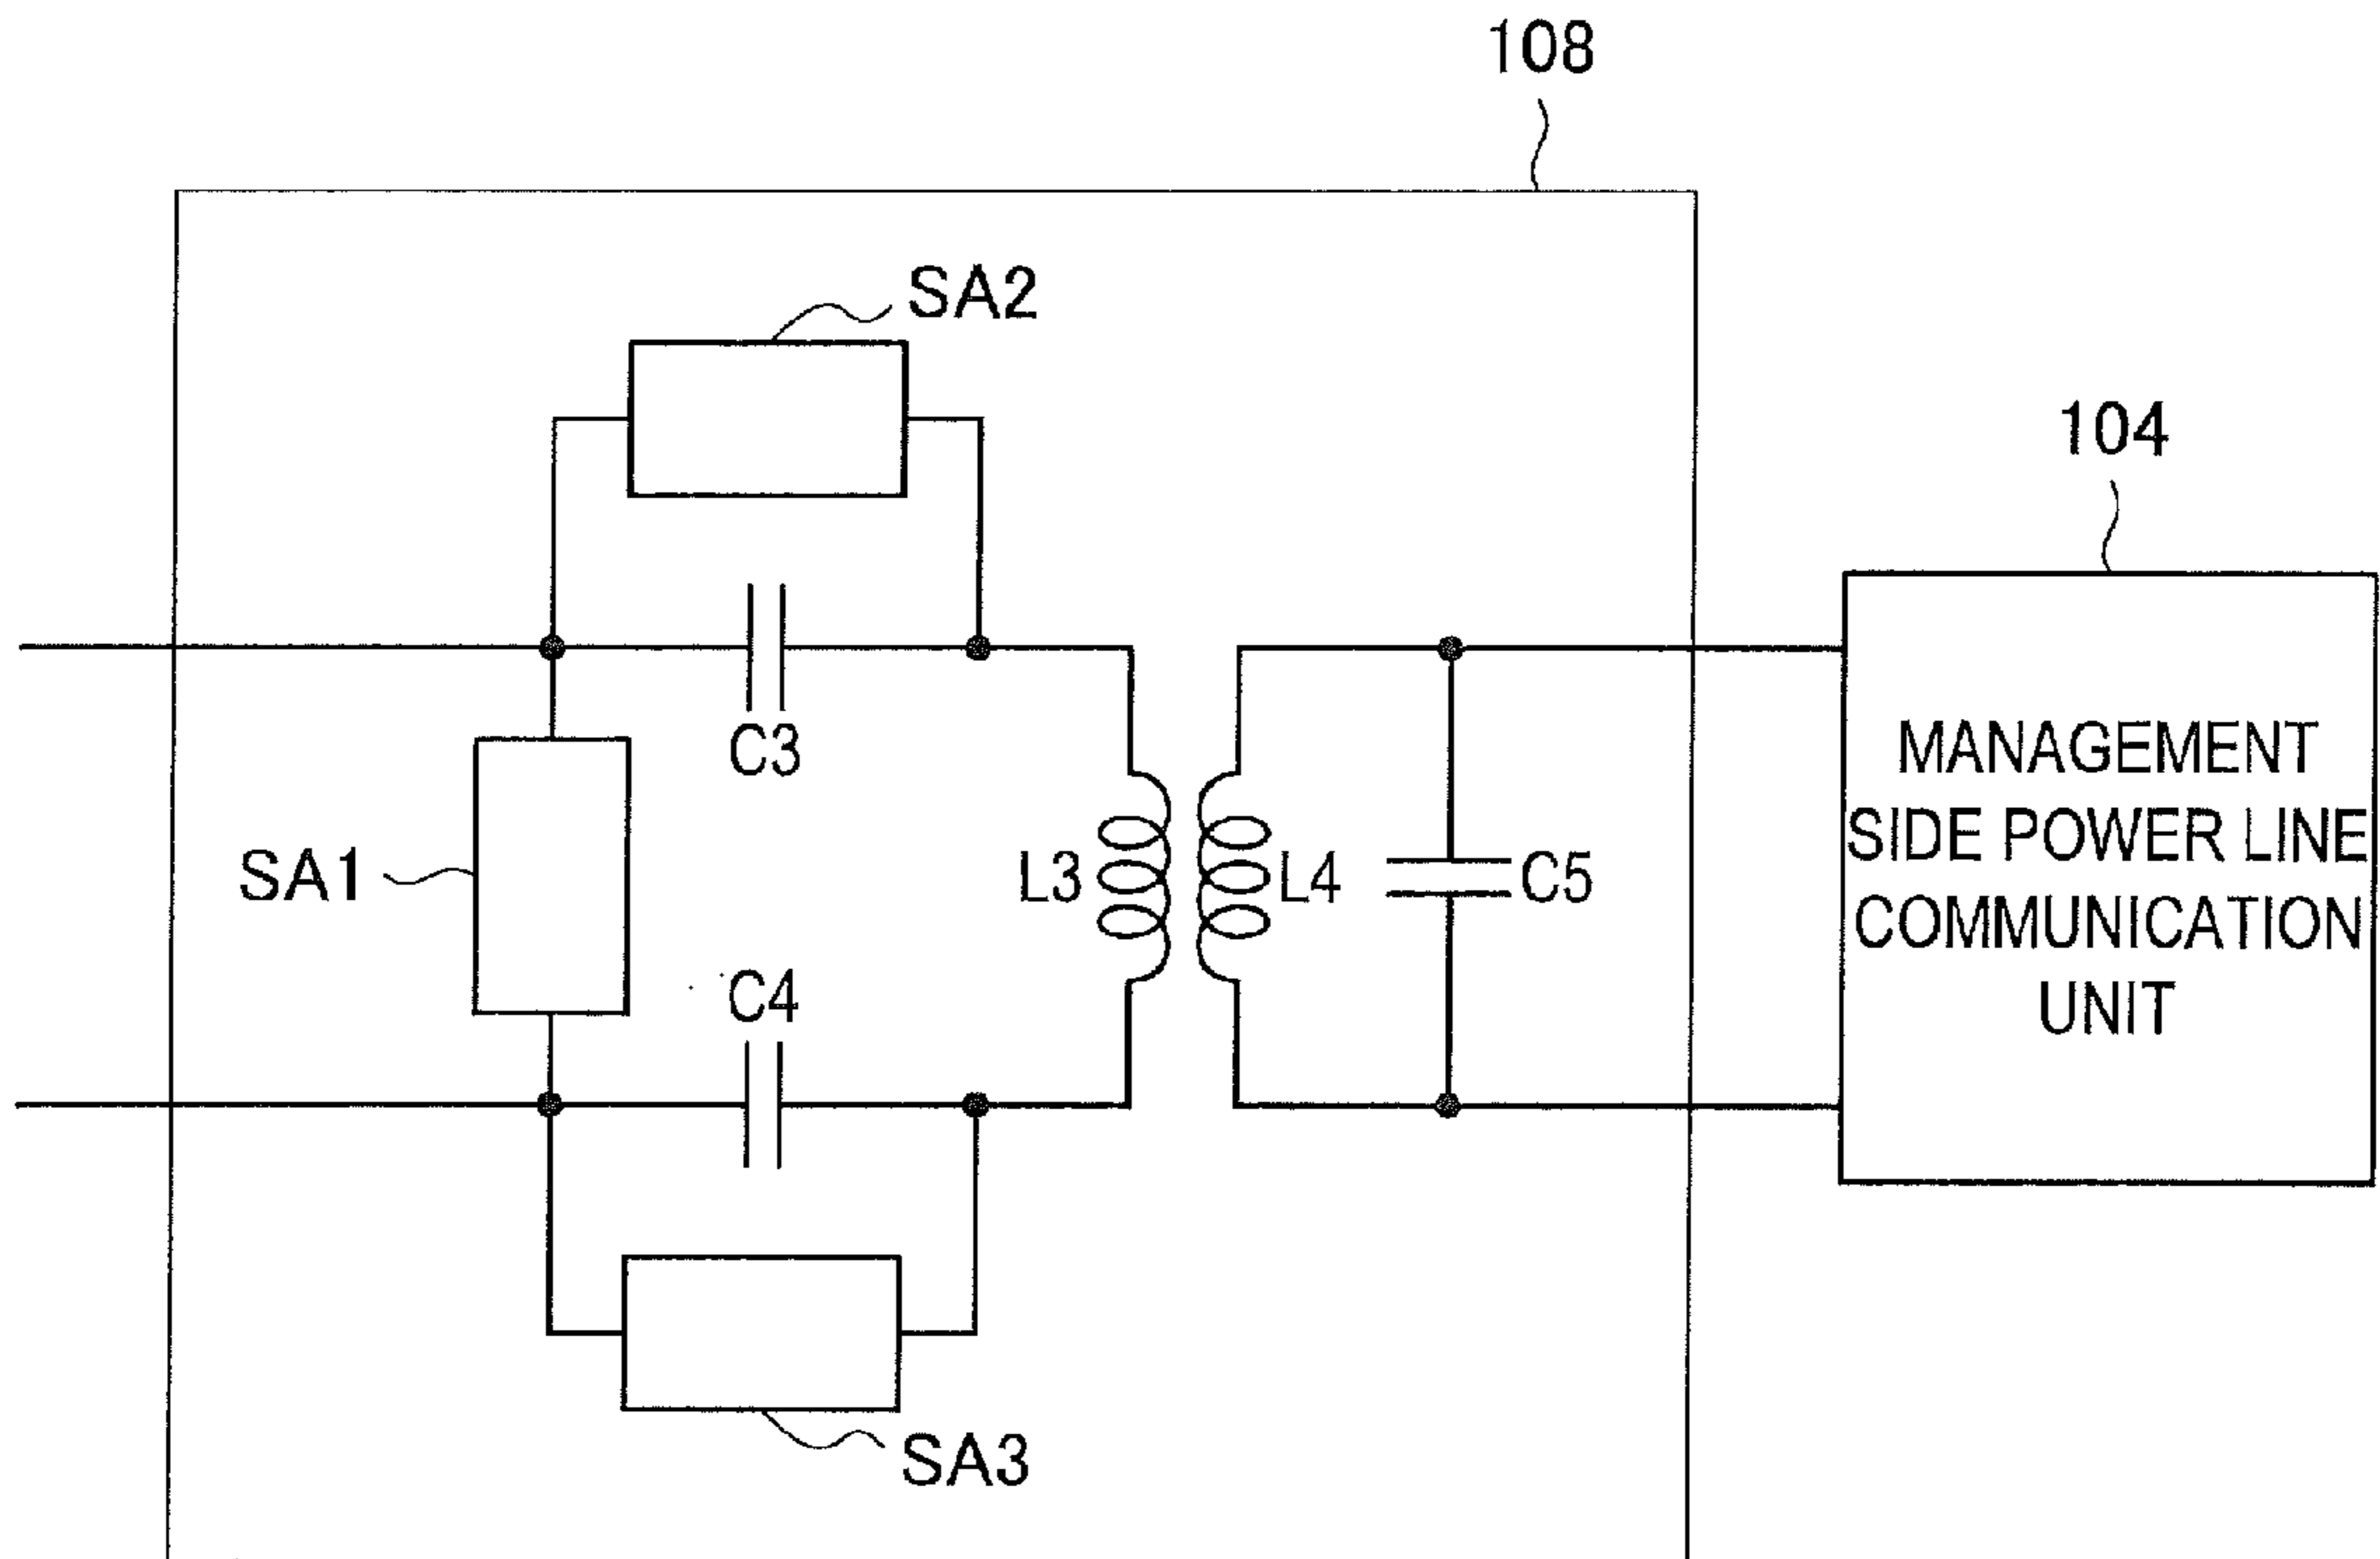 108
SA2
104
C3
SA1
L3
L4
C5
C4
SA3
MANAGEMENT
SIDE POWER LINE
COMMUNICATION
UNIT